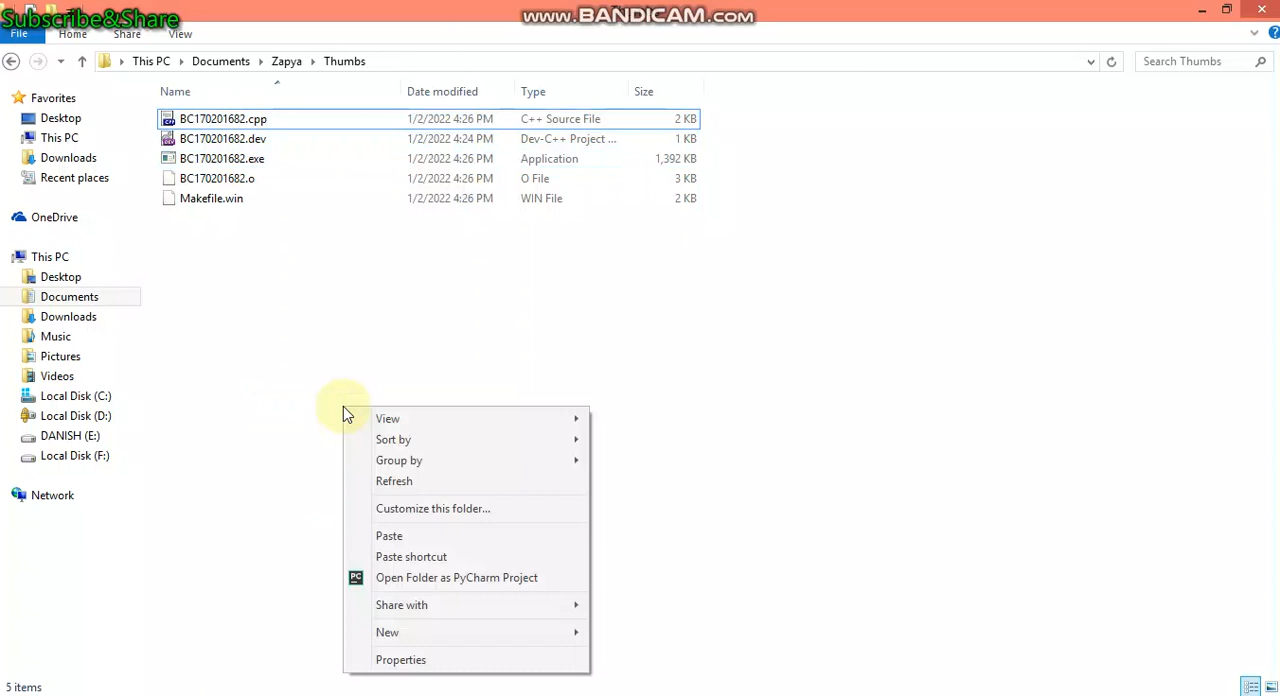 Subscribe&Share
www.BANDICAM.com
File Home Share View
This PC Documents Zapya Thumbs
Search Thumbs
Name Date modified Type Size
BC170201682.cpp 1/2/2022 4:26 PM C++ Source File 2 KB
BC170201682.dev 1/2/2022 4:24 PM Dev-C++ Project ... 1 KB
BC170201682.exe 1/2/2022 4:26 PM Application 1,392 KB
BC170201682.o 1/2/2022 4:26 PM O File 3 KB
Makefile.win 1/2/2022 4:26 PM WIN File 2 KB
Favorites
Desktop
This PC
Downloads
Recent places
OneDrive
This PC
Desktop
Documents
Downloads
Music
Pictures
Videos
Local Disk (C:)
Local Disk (D:)
DANISH (E:)
Local Disk (F:)
Network
View
Sort by
Group by
Refresh
Customize this folder...
Paste
Paste shortcut
PC Open Folder as PyCharm Project
Share with
New
Properties
5 items